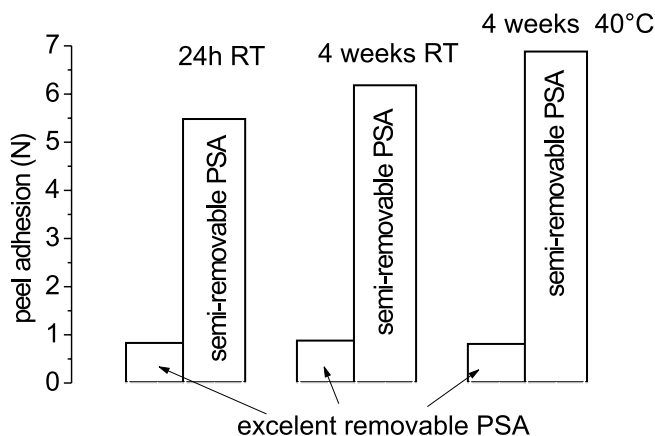 4 weeks 40°C
24h RT
4 weeks RT
7
6
5
4
3
2
1
0
peel adhesion (N)
semi-removable PSA
semi-removable PSA
semi-removable PSA
excelent removable PSA